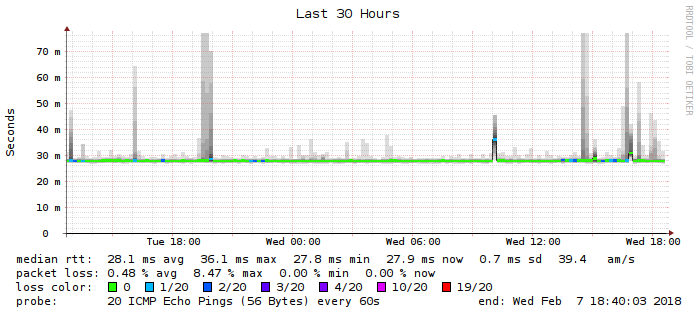 Last 30 Hours
RRDTOOL / TOBI OETIKER
Seconds
70 m
60 m
50 m
40 m
30 m
20 m
10 m
0
Tue 18:00 Wed 00:00 Wed 06:00 Wed 12:00 Wed 18:00
median rtt: 28.1 ms avg 36.1 ms max 27.8 ms min 27.9 ms now 0.7 ms sd 39.4 am/s
packet loss: 0.48 % avg 8.47 % max 0.00 % min 0.00 % now
loss color: 0 1/20 2/20 3/20 4/20 10/20 19/20
probe: 20 ICMP Echo Pings (56 Bytes) every 60s end: Wed Feb 7 18:40:03 2018